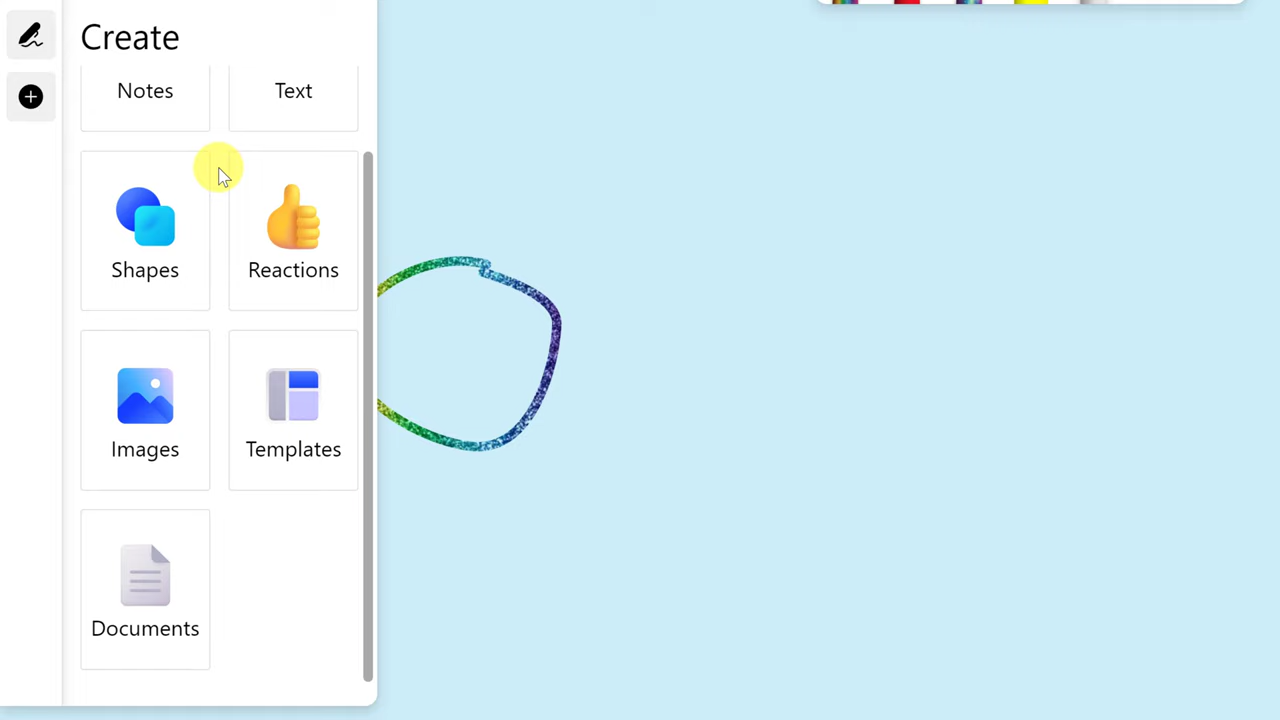 Create
Notes
Text
Shapes
Reactions
Images
Templates
Documents